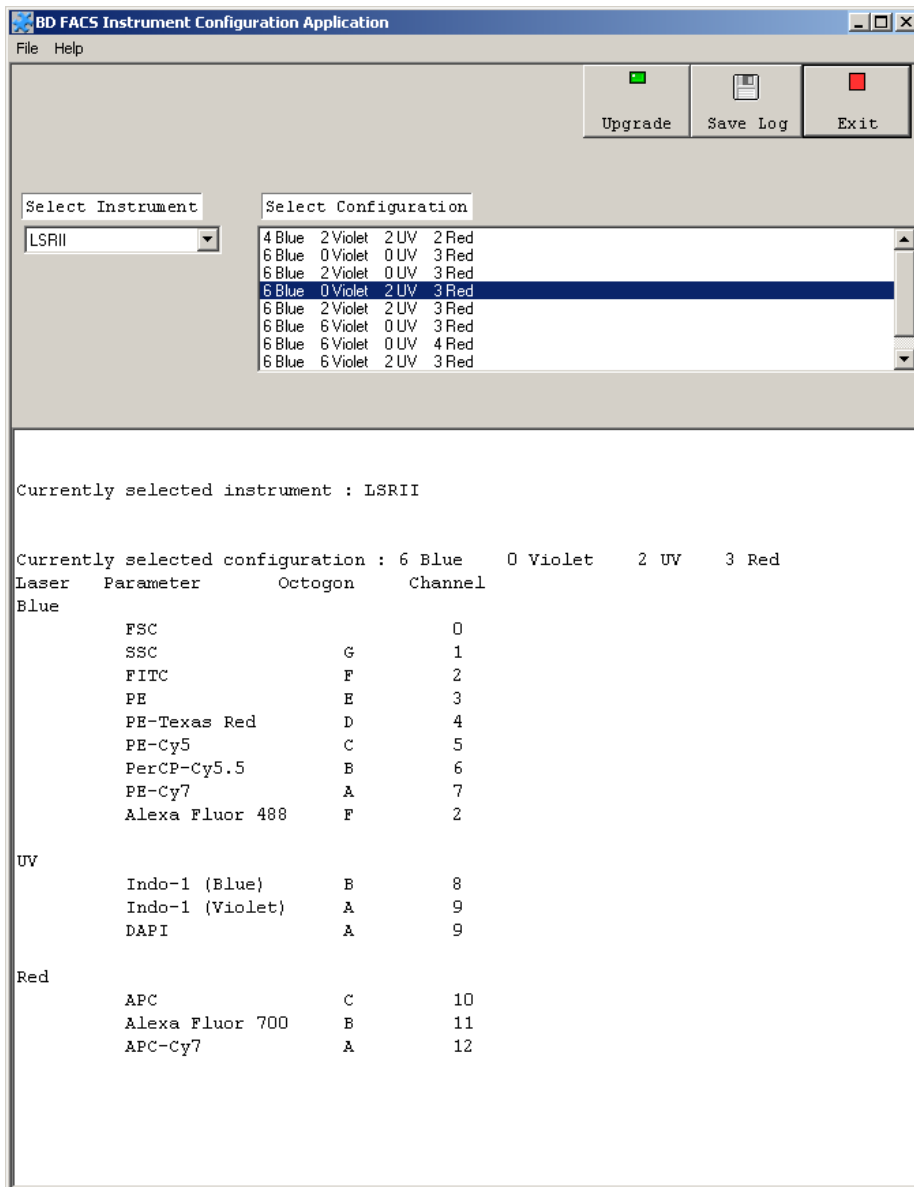 BD FACS Instrument Configuration Application
File Help
Upgrade Save Log Exit
Select Instrument Select Configuration
LSRII
4 Blue 2 Violet 2 UV 2 Red
6 Blue 0 Violet 0 UV 3 Red
6 Blue 2 Violet 0 UV 3 Red
6 Blue 0 Violet 2 UV 3 Red
6 Blue 2 Violet 2 UV 3 Red
6 Blue 6 Violet 0 UV 3 Red
6 Blue 6 Violet 0 UV 4 Red
6 Blue 6 Violet 2 UV 3 Red
Currently selected instrument : LSRII
Currently selected configuration : 6 Blue 0 Violet 2 UV 3 Red
Laser Parameter Octogon Channel
Blue
FSC 0
SSC G 1
FITC F 2
PE E 3
PE-Texas Red D 4
PE-Cy5 C 5
PerCP-Cy5.5 B 6
PE-Cy7 A 7
Alexa Fluor 488 F 2
UV
Indo-1 (Blue) B 8
Indo-1 (Violet) A 9
DAPI A 9
Red
APC C 10
Alexa Fluor 700 B 11
APC-Cy7 A 12